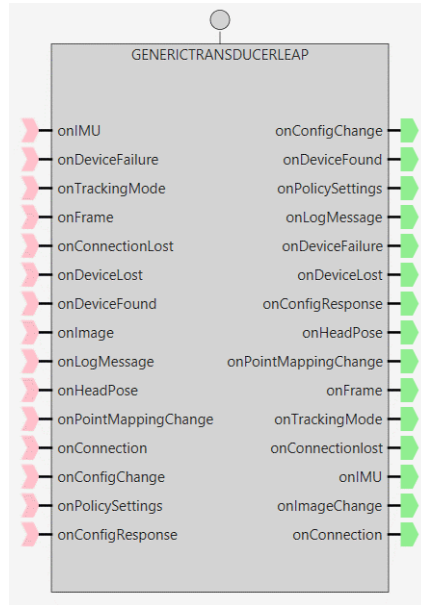 GENERICTRANSDUCERLEAP
onIMU onConfigChange
onDeviceFailure onDeviceFound
onTrackingMode onPolicySettings
onFrame onLogMessage
onConnectionLost onDeviceFailure
onDeviceLost onDeviceLost
onDeviceFound onConfigResponse
onImage onHeadPose
onLogMessage onPointMappingChange
onHeadPose onFrame
onPointMappingChange onTrackingMode
onConnection onConnectionlost
onConfigChange onIMU
onPolicySettings onImageChange
onConfigResponse onConnection